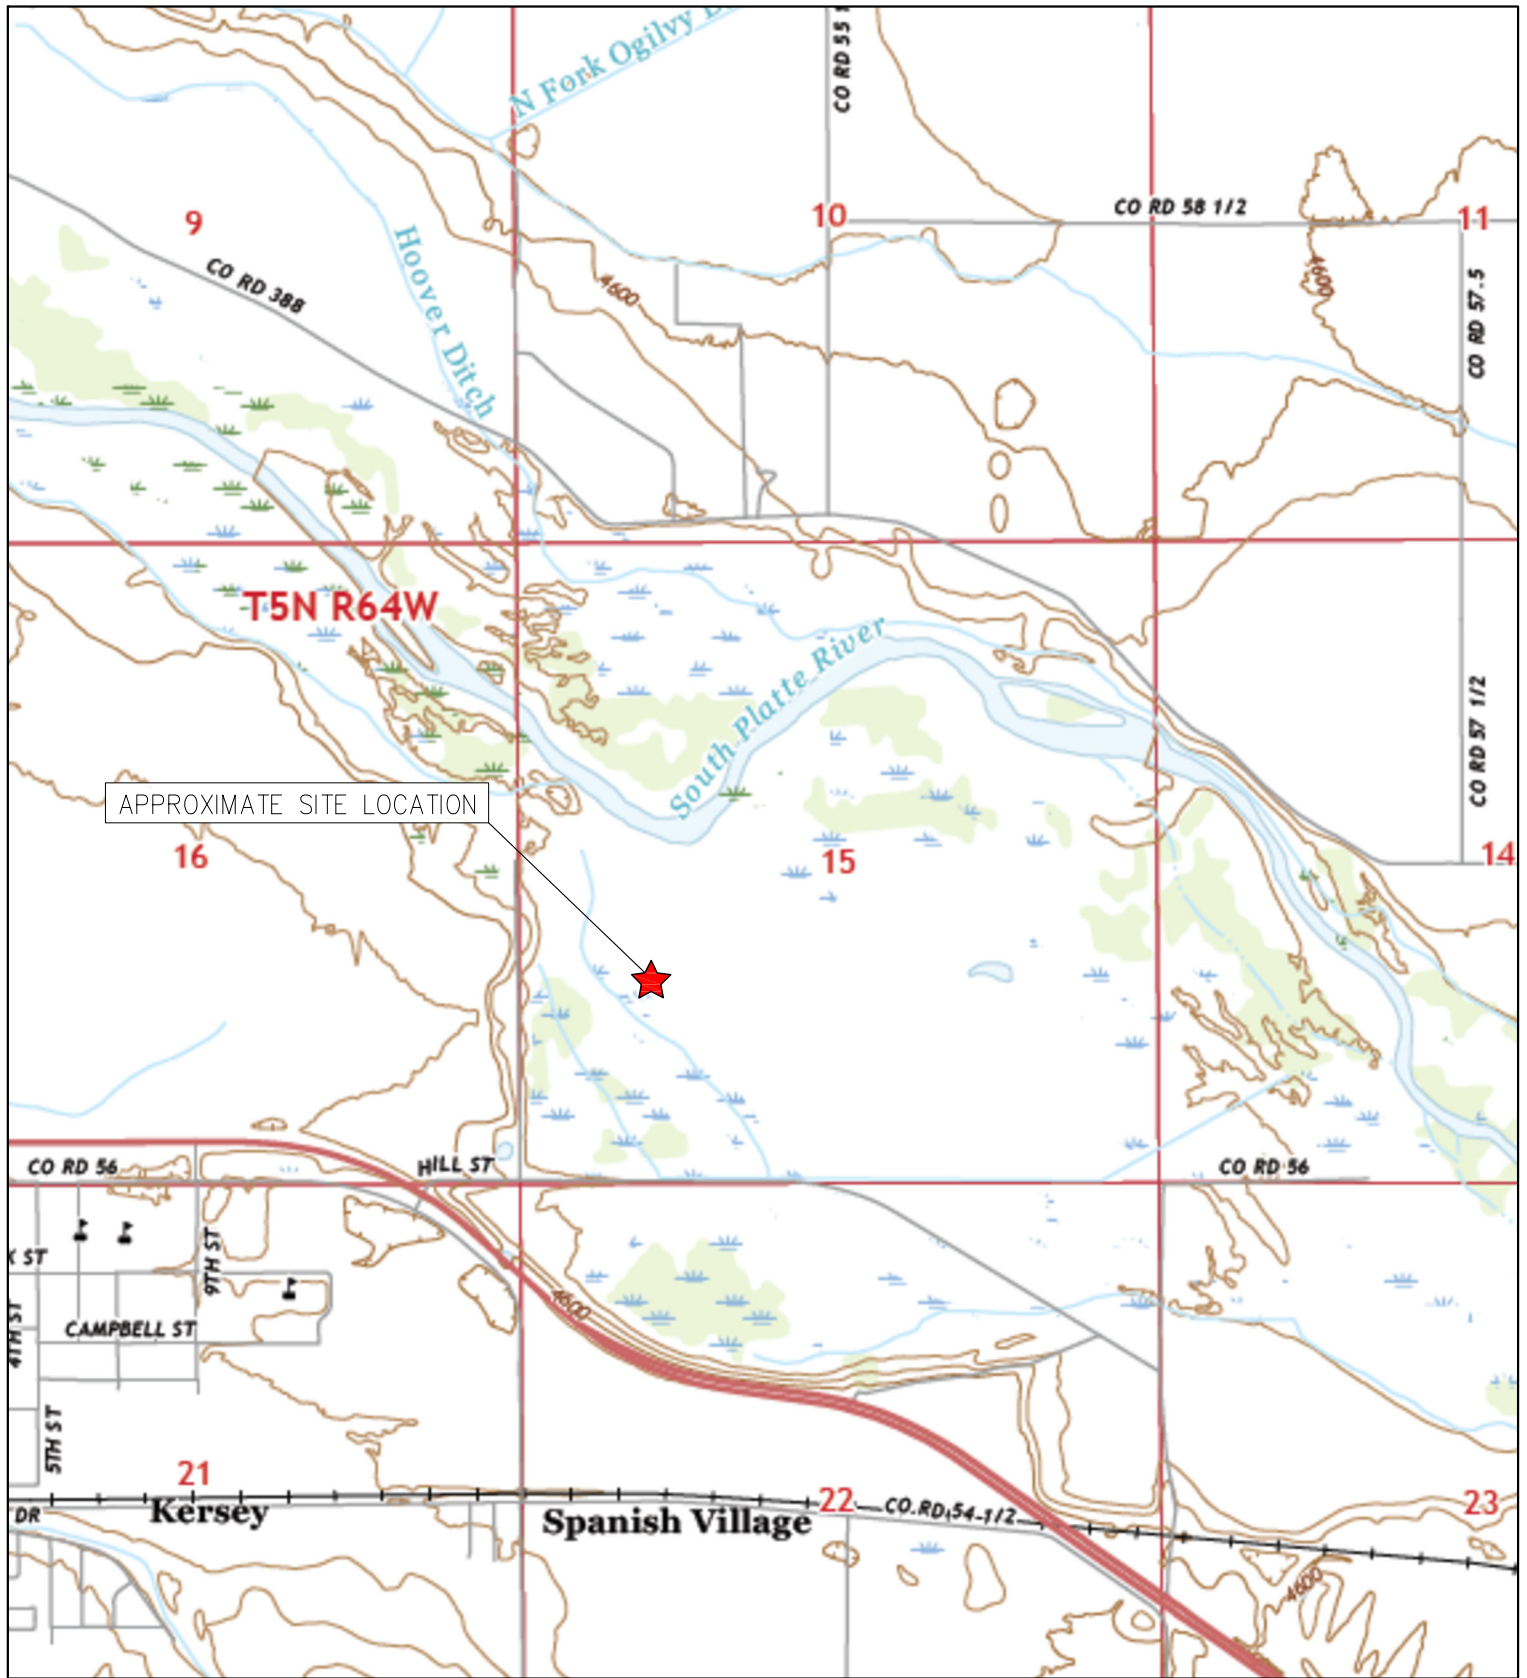 N Fork Ogilvy
CO RD 55
9
10
CO RD 58 1/2
11
CO RD 388
Hoover Ditch
4600
4600
CO RD 57.5
T5N R64W
South Platte River
CO RD 57 1/2
APPROXIMATE SITE LOCATION
16
15
14
CO RD 56
HILL ST
CO RD 56
ST
9TH ST
4TH ST
CAMPBELL ST
4600
5TH ST
21
22
23
DR
Kersey
Spanish Village
CO RD 54-1/2
4600